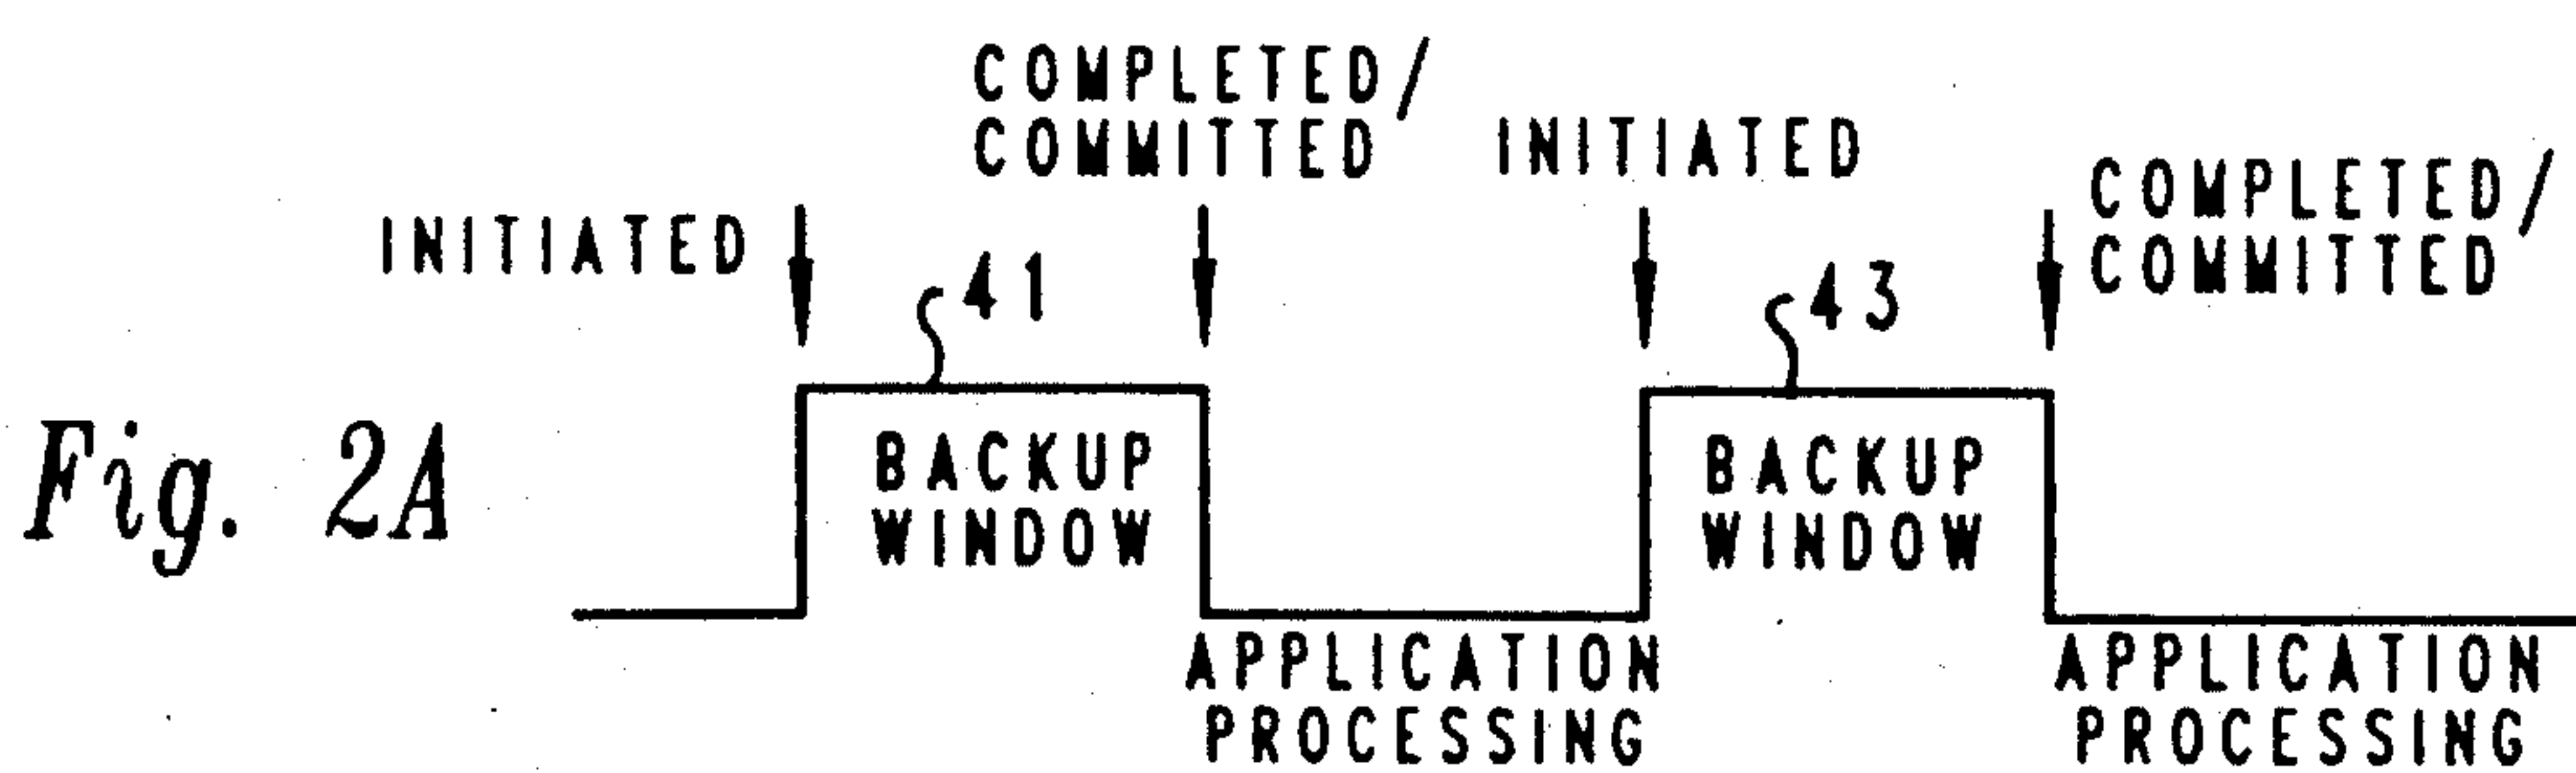 COMPLETED/
COMMITTED
INITIATED
INITIATED
COMPLETED/
COMMITTED
41
43
Fig. 2A
BACKUP
WINDOW
BACKUP
WINDOW
APPLICATION
PROCESSING
APPLICATION
PROCESSING